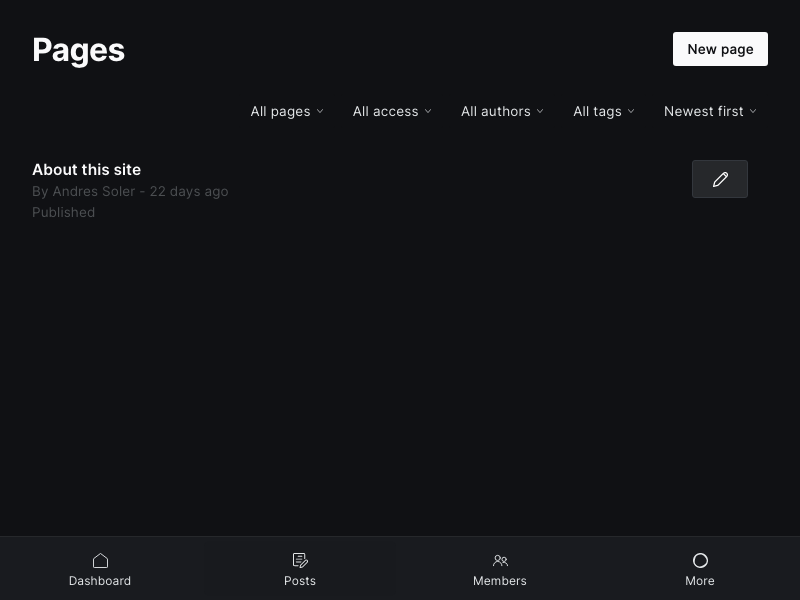 Pages
New page
All pages All access All authors All tags Newest first
About this site
By Andres Soler - 22 days ago
Published
Dashboard Posts Members More